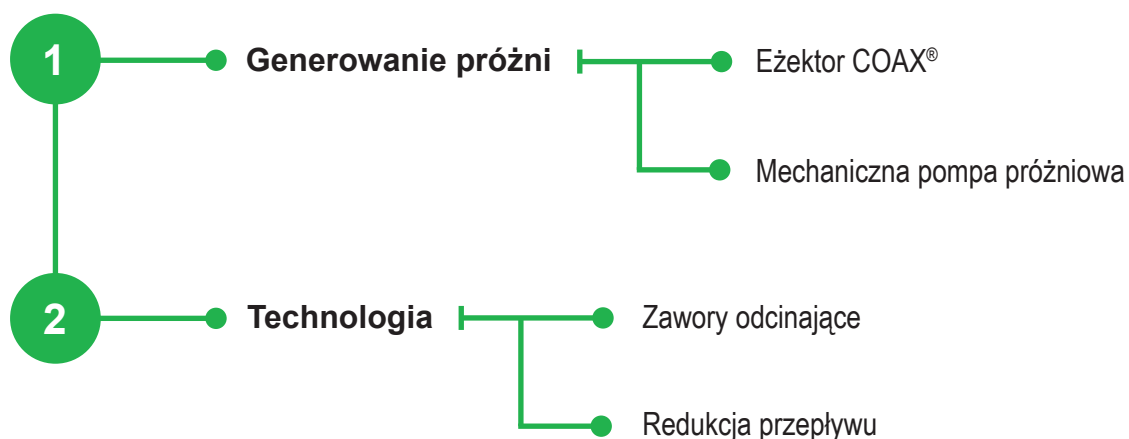 1
Generowanie próżni
Eżektor COAX®
Mechaniczna pompa próżniowa
2
Technologia
Zawory odcinające
Redukcja przepływu